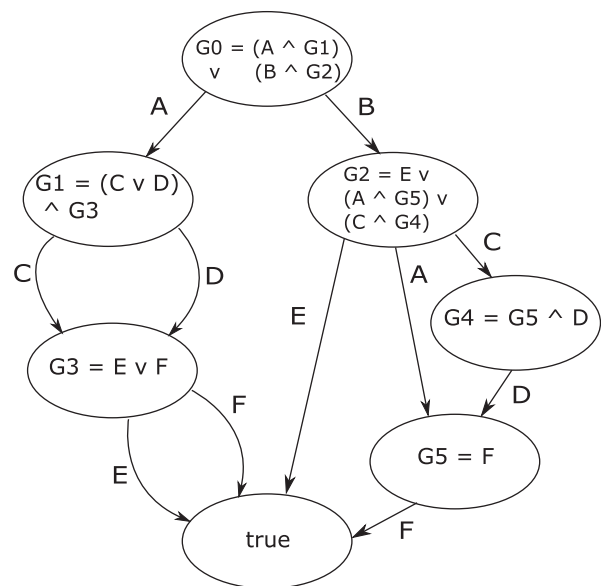 G0 = (A ^ G1)
v (B ^ G2)
A
B
G1 = (C v D)
^ G3
G2 = E v
(A ^ G5) v
(C ^ G4)
C
D
E
A
C
G4 = G5 ^ D
G3 = E v F
D
F
E
G5 = F
F
true